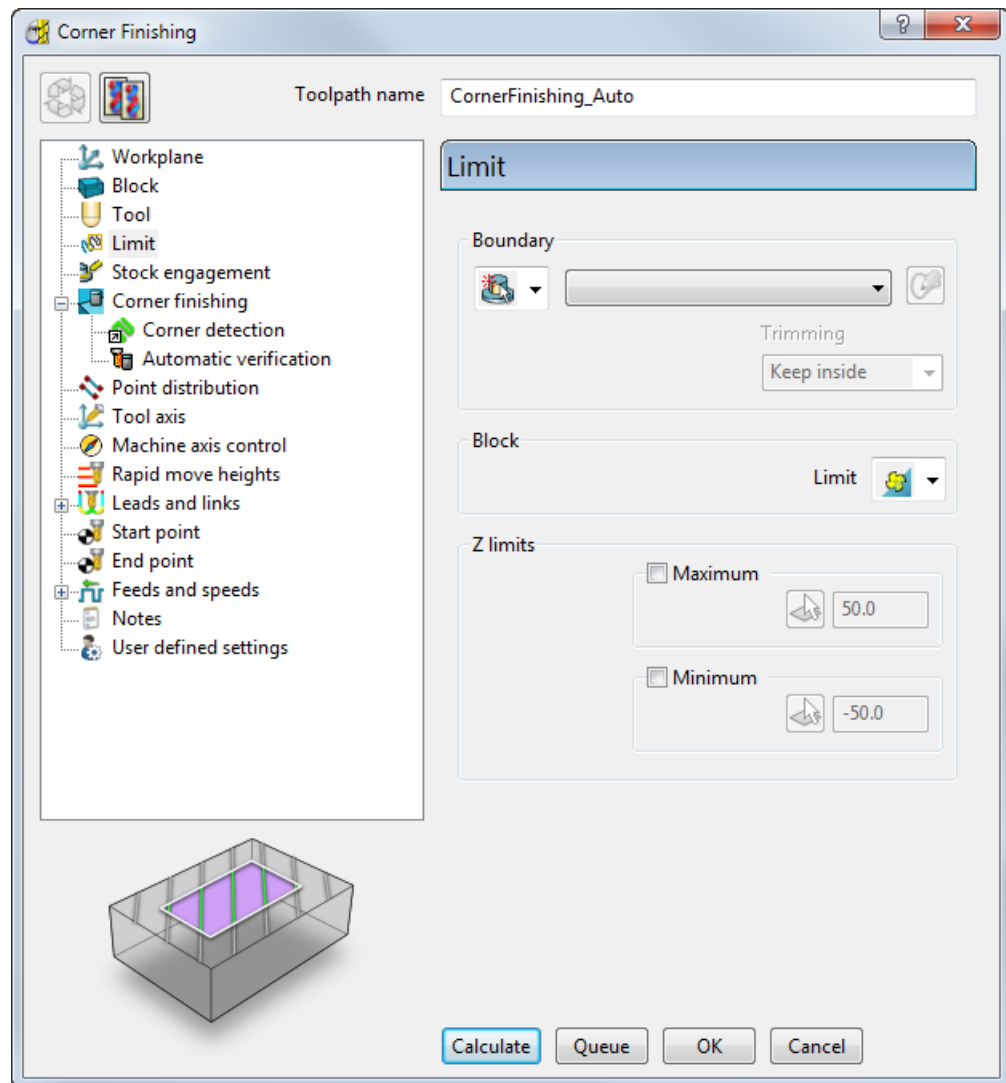 Corner Finishing
Toolpath name
CornerFinishing_Auto
Workplane
Block
Tool
Limit
Stock engagement
Corner finishing
Corner detection
Automatic verification
Point distribution
Tool axis
Machine axis control
Rapid move heights
Leads and links
Start point
End point
Feeds and speeds
Notes
User defined settings
Limit
Boundary
Trimming
Keep inside
Block
Limit
Z limits
Maximum
50.0
Minimum
-50.0
Calculate
Queue
OK
Cancel